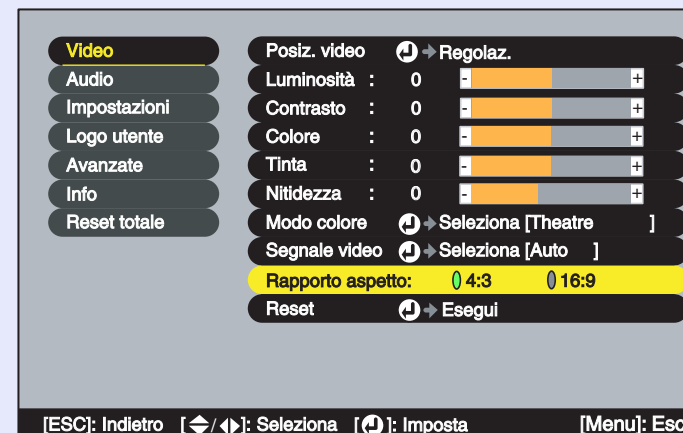 Video
Audio
Impostazioni
Logo utente
Avanzate
Info
Reset totale
Posiz. video Regolaz.
Luminosità : 0 - +
Contrasto : 0 - +
Colore : 0 - +
Tinta : 0 - +
Nitidezza : 0 - +
Modo colore Seleziona [Theatre ]
Segnale video Seleziona [Auto ]
Rapporto aspetto: 4:3 16:9
Reset Esegui
[ESC]: Indietro [ / ]: Seleziona [ ]: Imposta [Menu]: Esc